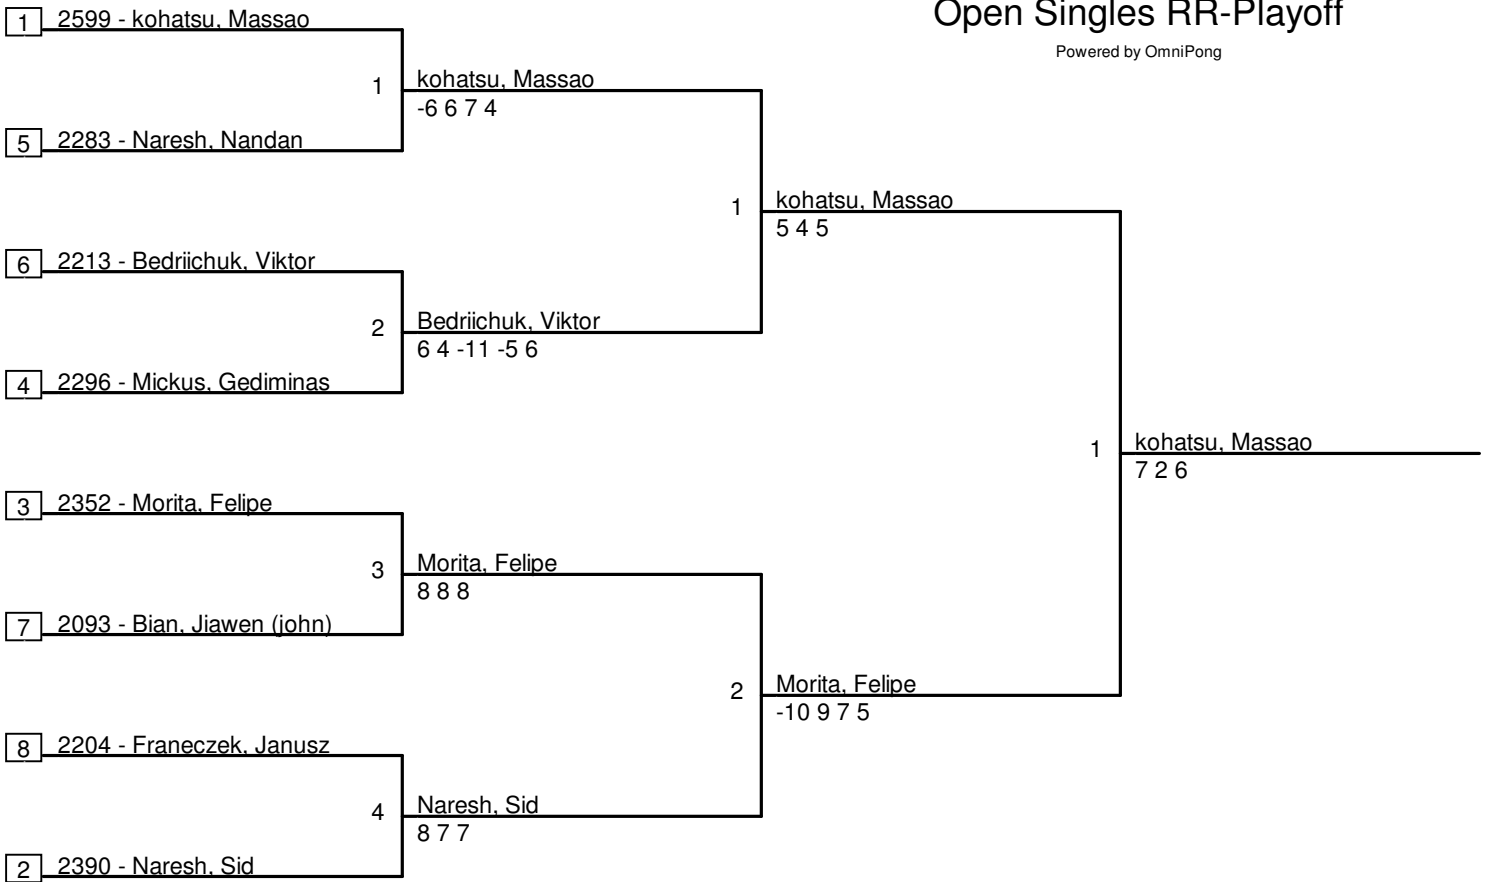 Open Singles RR-Playoff
Powered by OmniPong
1 2599 - kohatsu, Massao
1 kohatsu, Massao
-6 6 7 4
5 2283 - Naresh, Nandan
1 kohatsu, Massao
5 4 5
6 2213 - Bedriichuk, Viktor
2 Bedriichuk, Viktor
6 4 -11 -5 6
4 2296 - Mickus, Gediminas
1 kohatsu, Massao
7 2 6
3 2352 - Morita, Felipe
3 Morita, Felipe
8 8 8
7 2093 - Bian, Jiawen (john)
2 Morita, Felipe
-10 9 7 5
8 2204 - Franeczek, Janusz
4 Naresh, Sid
8 7 7
2 2390 - Naresh, Sid